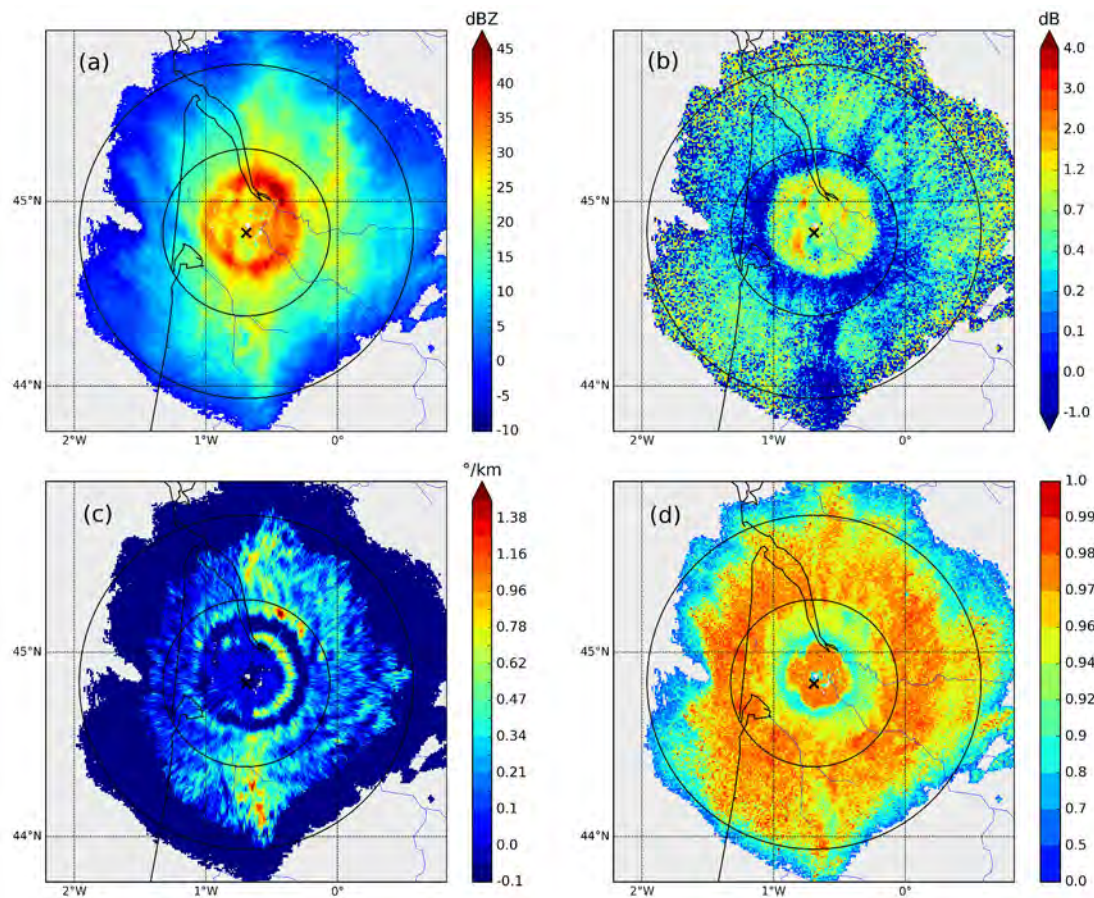 dBZ
(a)
45
40
35
30
25
20
15
10
5
0
-5
-10
45°N
44°N
2°W
1°W
0°
dB
(b)
4.0
3.0
2.0
1.2
0.7
0.4
0.2
0.1
0.0
-1.0
45°N
44°N
2°W
1°W
0°
°/km
(c)
1.38
1.16
0.96
0.78
0.62
0.47
0.34
0.21
0.1
0.0
-0.1
45°N
44°N
2°W
1°W
0°
(d)
1.0
0.99
0.98
0.97
0.96
0.94
0.92
0.9
0.8
0.7
0.5
0.0
45°N
44°N
2°W
1°W
0°